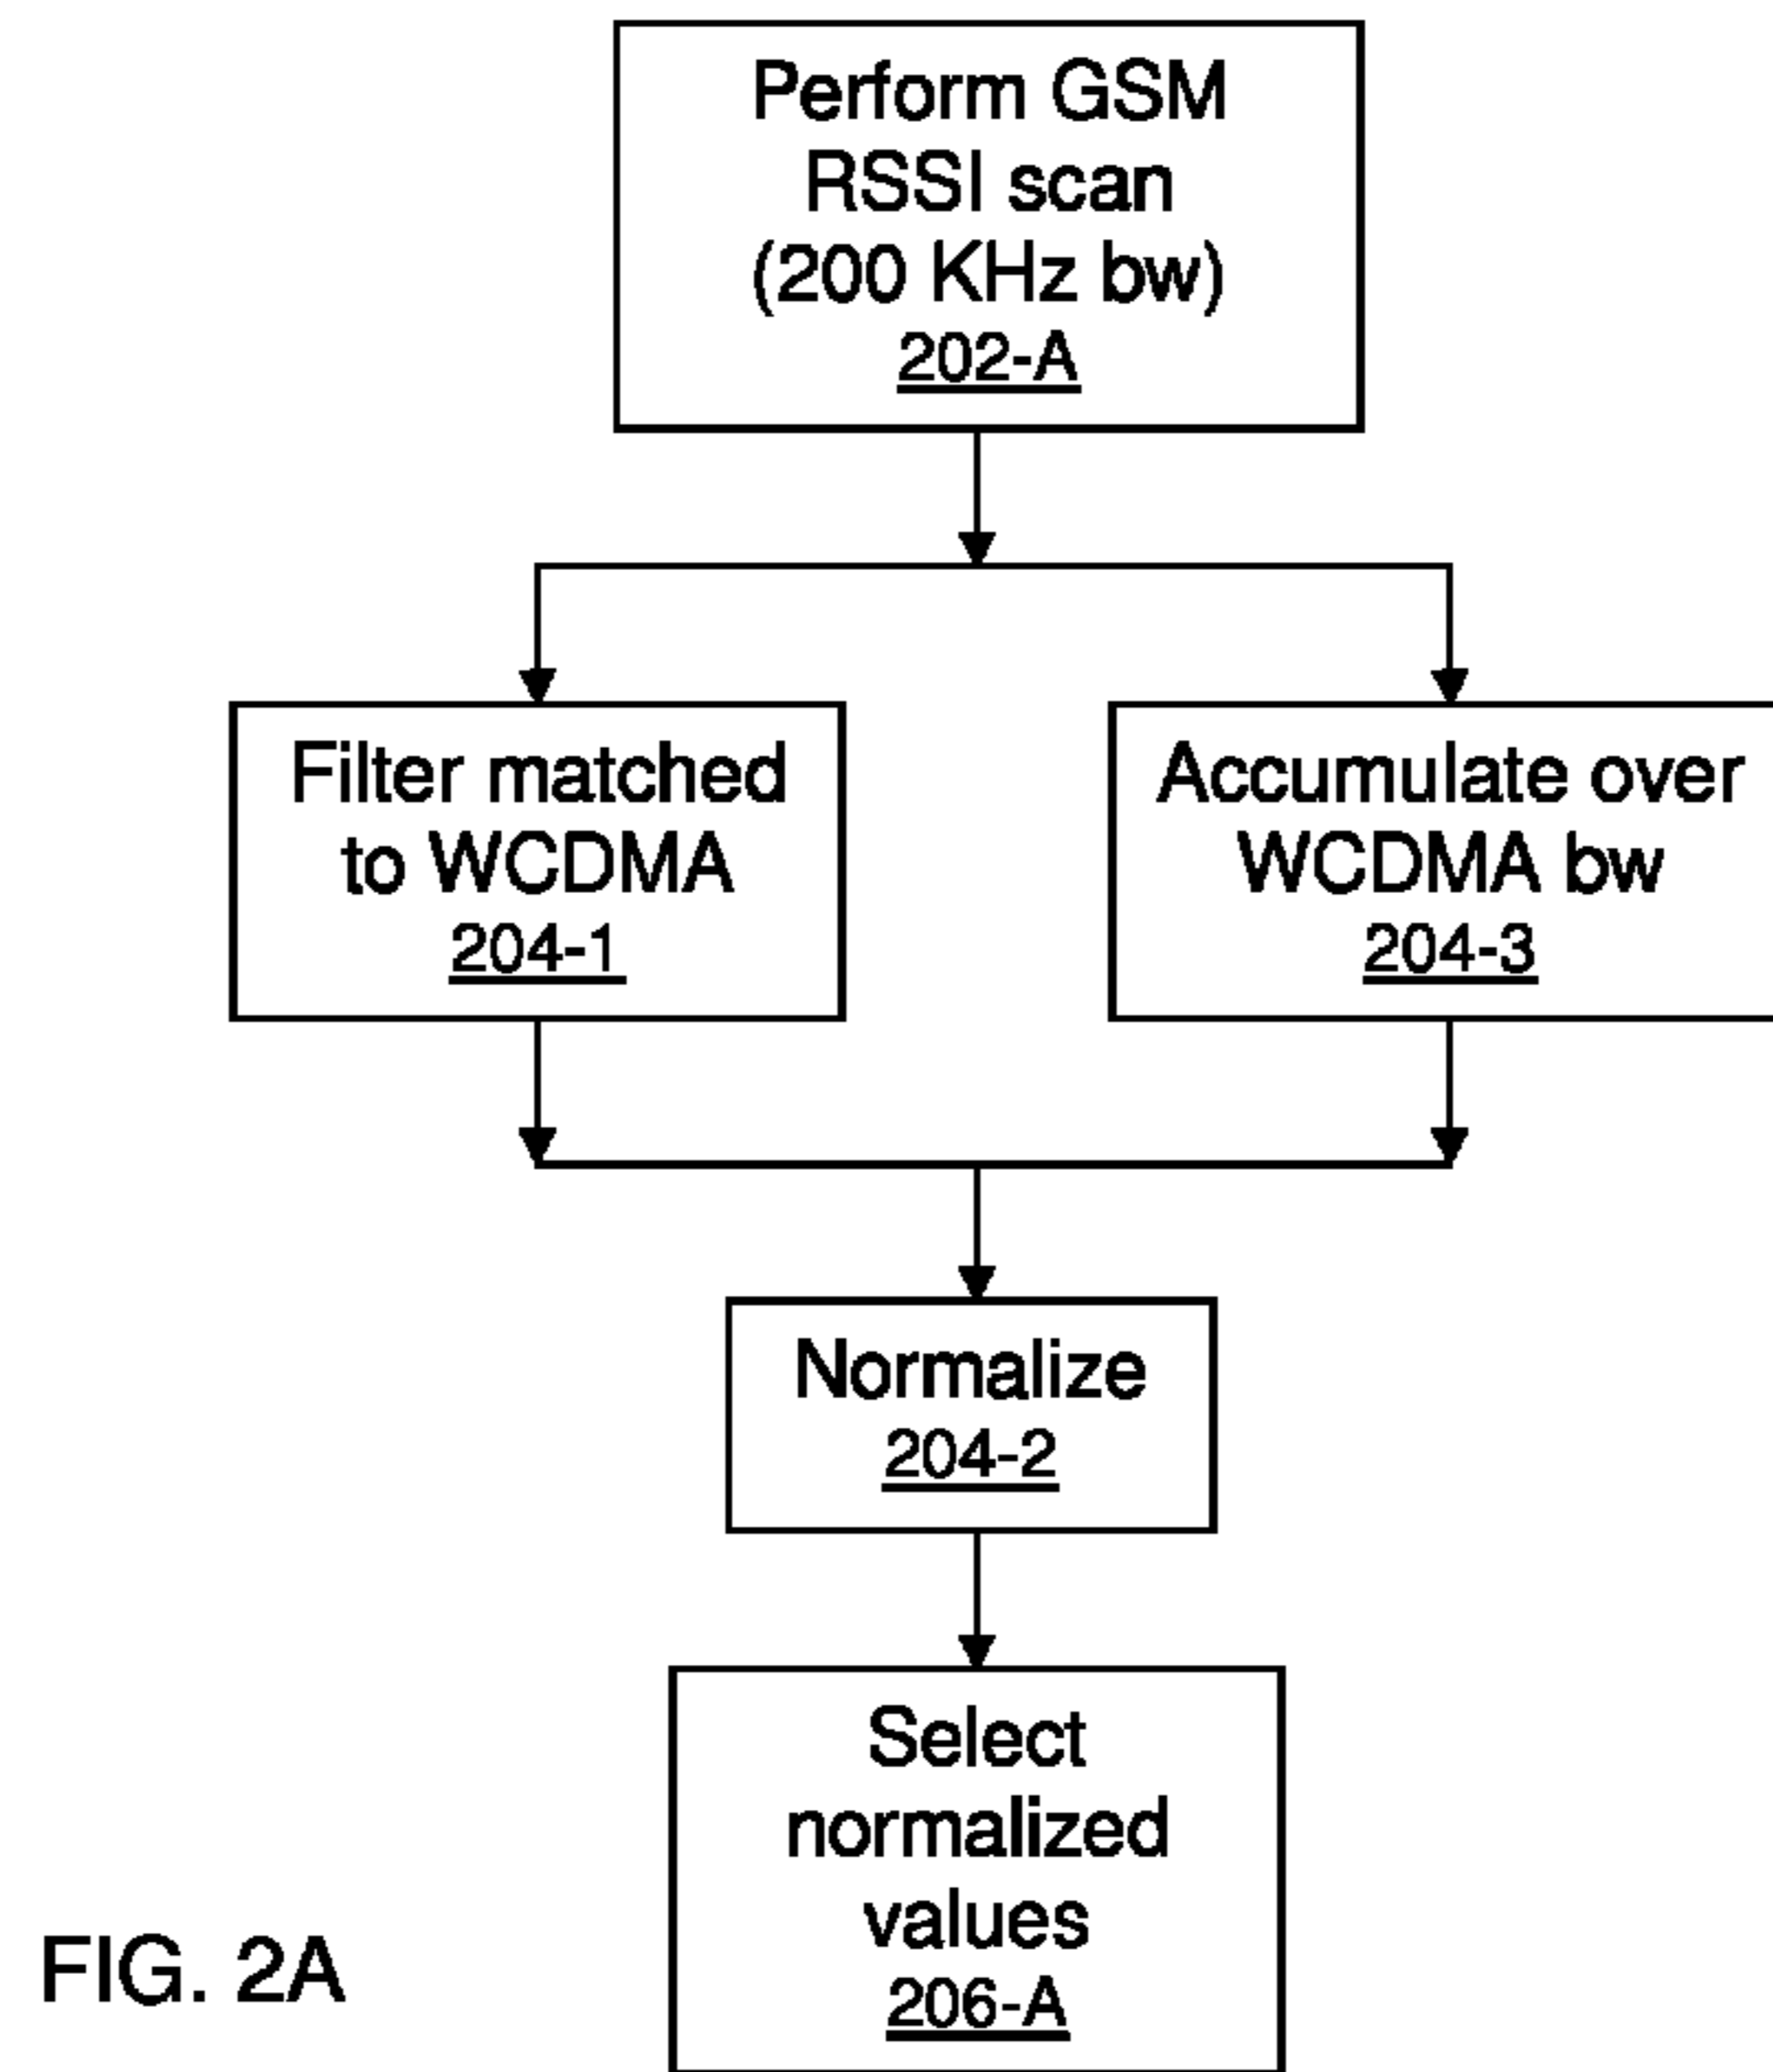 Perform GSM
RSSI scan
(200 KHz bw)
202-A
Filter matched
to WCDMA
204-1
Accumulate over
WCDMA bw
204-3
Normalize
204-2
Select
normalized
values
206-A
FIG. 2A